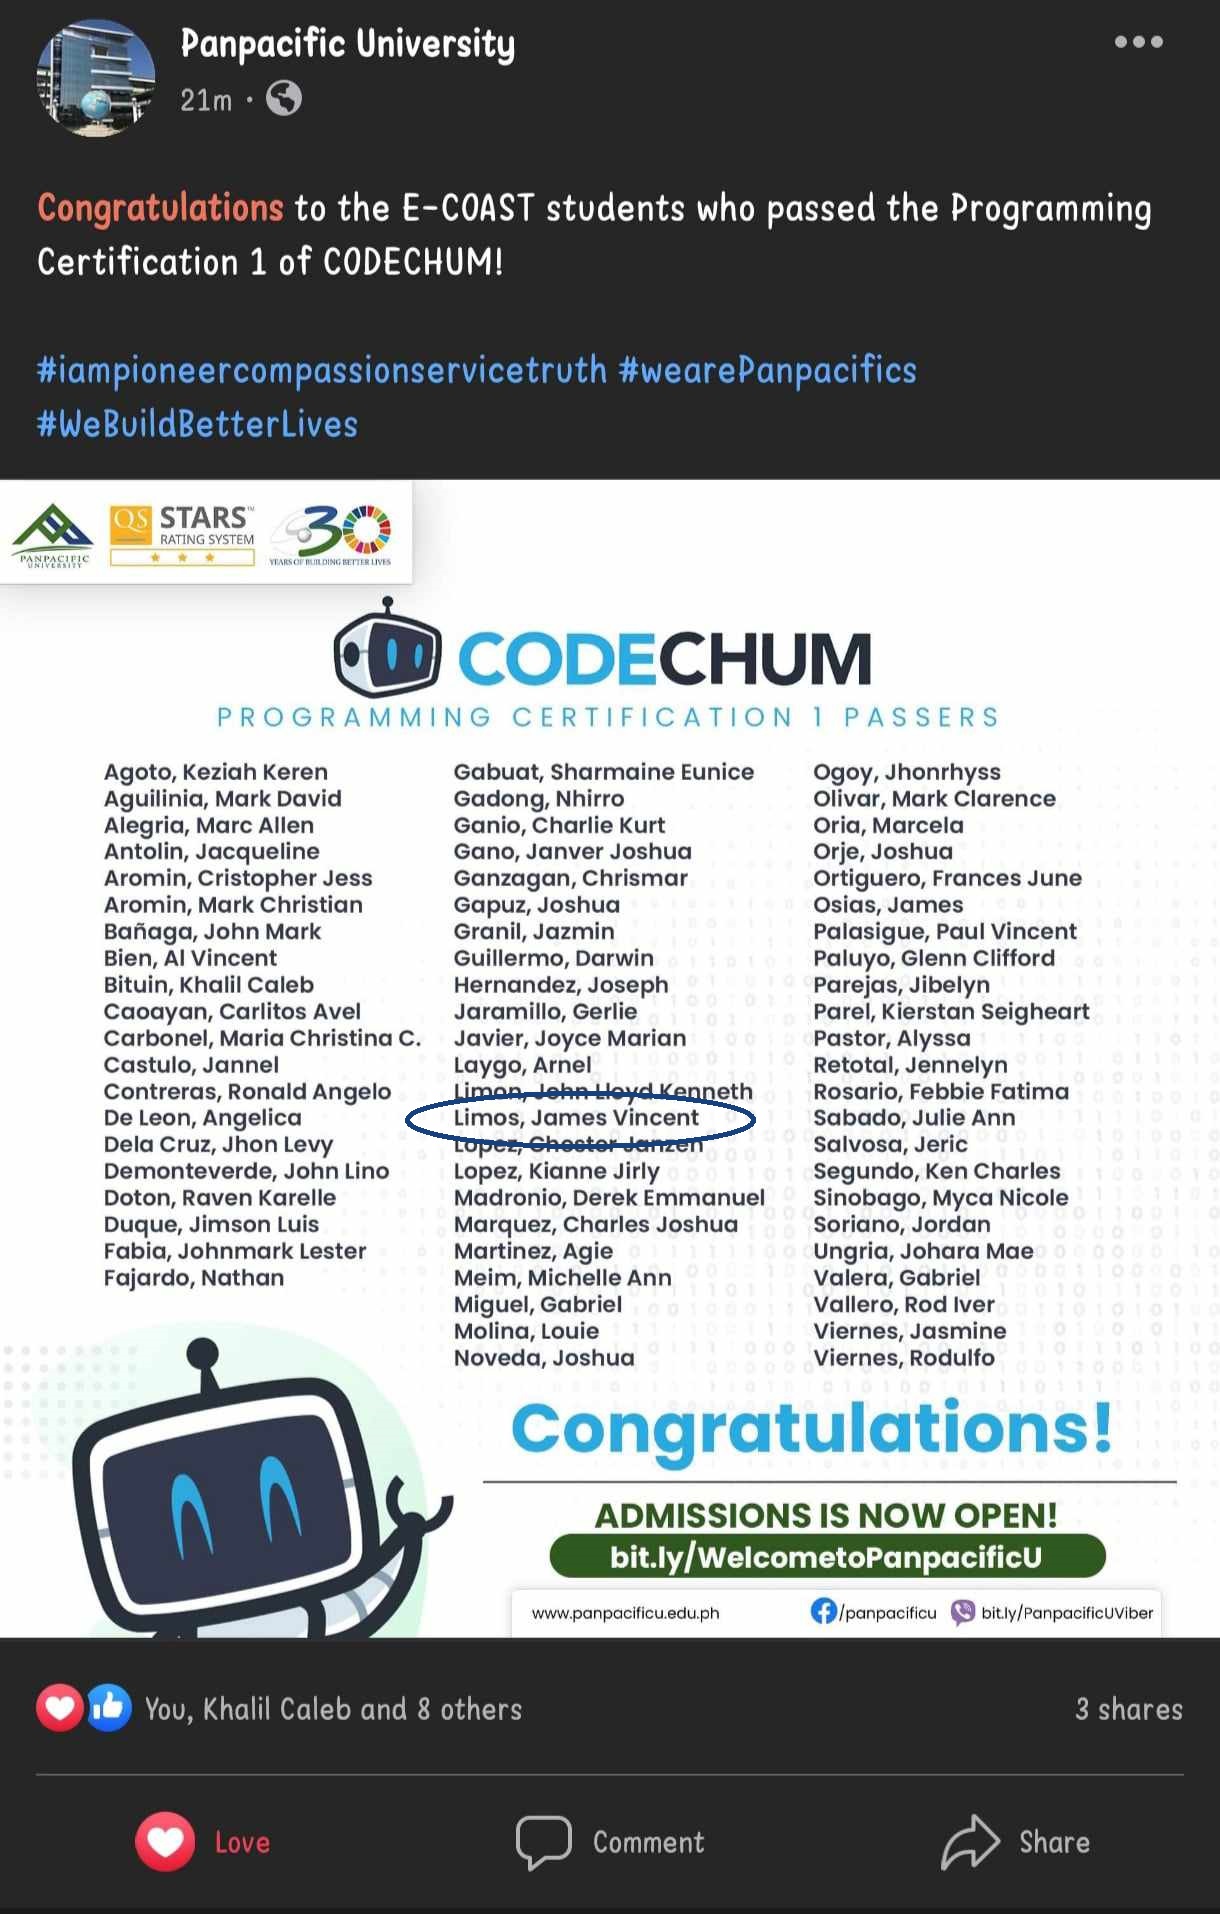 Panpacific University
21m ·
Congratulations to the E-COAST students who passed the Programming
Certification 1 of CODECHUM!
#iampioneercompassionservicetruth #wearePanpacifics
#WeBuildBetterLives
PANPACIFIC
UNIVERSITY
QS STARS™
RATING SYSTEM
30
YEARS OF BUILDING BETTER LIVES
CODECHUM
PROGRAMMING CERTIFICATION 1 PASSERS
Agoto, Keziah Keren
Aguilinia, Mark David
Alegria, Marc Allen
Antolin, Jacqueline
Aromin, Cristopher Jess
Aromin, Mark Christian
Bañaga, John Mark
Bien, Al Vincent
Bituin, Khalil Caleb
Caoayan, Carlitos Avel
Carbonel, Maria Christina C.
Castulo, Jannel
Contreras, Ronald Angelo
De Leon, Angelica
Dela Cruz, Jhon Levy
Demonteverde, John Lino
Doton, Raven Karelle
Duque, Jimson Luis
Fabia, Johnmark Lester
Fajardo, Nathan
Gabuat, Sharmaine Eunice
Gadong, Nhirro
Ganio, Charlie Kurt
Gano, Janver Joshua
Ganzagan, Chrismar
Gapuz, Joshua
Granil, Jazmin
Guillermo, Darwin
Hernandez, Joseph
Jaramillo, Gerlie
Javier, Joyce Marian
Laygo, Arnel
Limon, John Lloyd Kenneth
Limos, James Vincent
Lopez, Chester Janzen
Lopez, Kianne Jirly
Madronio, Derek Emmanuel
Marquez, Charles Joshua
Martinez, Agie
Meim, Michelle Ann
Miguel, Gabriel
Molina, Louie
Noveda, Joshua
Ogoy, Jhonrhyss
Olivar, Mark Clarence
Oria, Marcela
Orje, Joshua
Ortiguero, Frances June
Osias, James
Palasigue, Paul Vincent
Paluyo, Glenn Clifford
Parejas, Jibelyn
Parel, Kierstan Seigheart
Pastor, Alyssa
Retotal, Jennelyn
Rosario, Febbie Fatima
Sabado, Julie Ann
Salvosa, Jeric
Segundo, Ken Charles
Sinobago, Myca Nicole
Soriano, Jordan
Ungria, Johara Mae
Valera, Gabriel
Vallero, Rod Iver
Viernes, Jasmine
Viernes, Rodulfo
Congratulations!
ADMISSIONS IS NOW OPEN!
bit.ly/WelcometoPanpacificU
www.panpacificu.edu.ph /panpacificu bit.ly/PanpacificUViber
You, Khalil Caleb and 8 others 3 shares
Love Comment Share